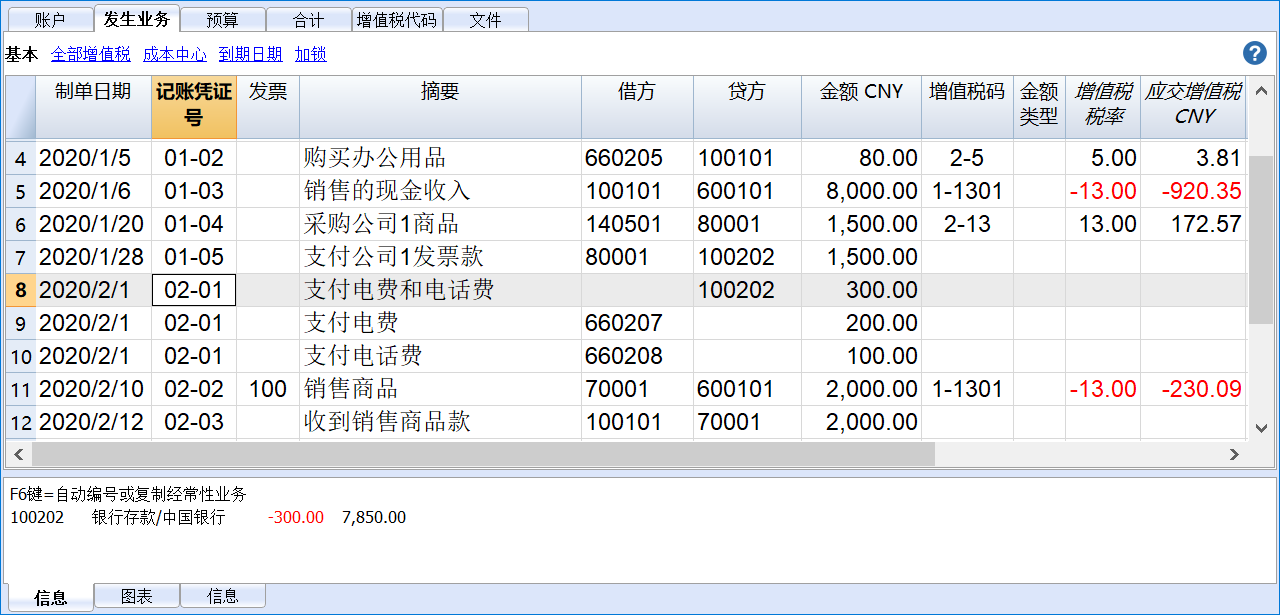 账户 发生业务 预算 合计 增值税代码 文件
基本 全部增值税 成本中心 到期日期 加锁 ?
制单日期 记账凭证号 发票 摘要 借方 贷方 金额 CNY 增值税码 金额类型 增值税税率 应交增值税CNY
4 2020/1/5 01-02 购买办公用品 660205 100101 80.00 2-5 5.00 3.81
5 2020/1/6 01-03 销售的现金收入 100101 600101 8,000.00 1-1301 -13.00 -920.35
6 2020/1/20 01-04 采购公司1商品 140501 80001 1,500.00 2-13 13.00 172.57
7 2020/1/28 01-05 支付公司1发票款 80001 100202 1,500.00
8 2020/2/1 02-01 支付电费和电话费 100202 300.00
9 2020/2/1 02-01 支付电费 660207 200.00
10 2020/2/1 02-01 支付电话费 660208 100.00
11 2020/2/10 02-02 100 销售商品 70001 600101 2,000.00 1-1301 -13.00 -230.09
12 2020/2/12 02-03 收到销售商品款 100101 70001 2,000.00
F6键=自动编号或复制经常性业务
100202 银行存款/中国银行 -300.00 7,850.00
信息 图表 信息